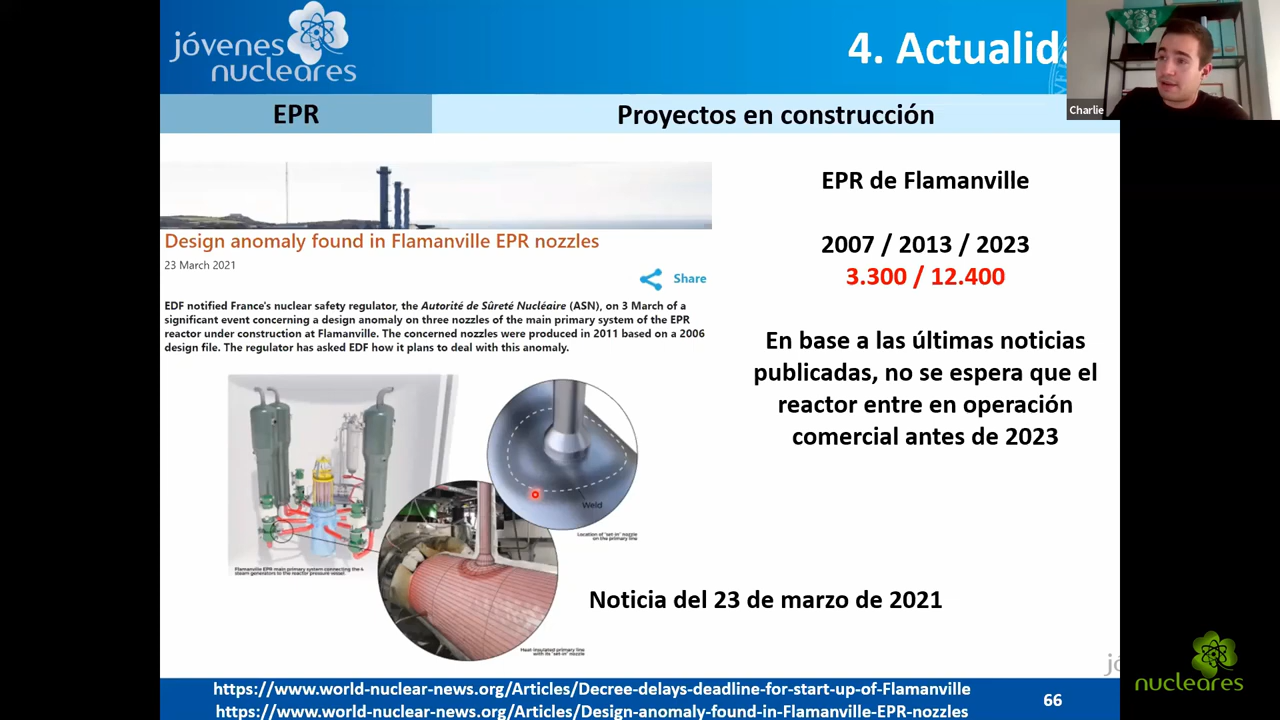 jóvenes
nucleares
4. Actualida
Charlie
EPR
Proyectos en construcción
Design anomaly found in Flamanville EPR nozzles
23 March 2021
Share
EDF notified France's nuclear safety regulator, the Autorité de Sûreté Nucléaire (ASN), on 3 March of a
significant event concerning a design anomaly on three nozzles of the main primary system of the EPR
reactor under construction at Flamanville. The concerned nozzles were produced in 2011 based on a 2006
design file. The regulator has asked EDF how it plans to deal with this anomaly.
Weld
Location of "set in" nozzle
on the primary line
Flamanville EPR main primary system connecting the 4
steam generators to the reactor pressure vessel
Heat insulated primary line
with its "set-in" nozzle
EPR de Flamanville
2007 / 2013 / 2023
3.300 / 12.400
En base a las últimas noticias
publicadas, no se espera que el
reactor entre en operación
comercial antes de 2023
Noticia del 23 de marzo de 2021
jó
nucleares
https://www.world-nuclear-news.org/Articles/Decree-delays-deadline-for-start-up-of-Flamanville
https://www.world-nuclear-news.org/Articles/Design-anomaly-found-in-Flamanville-EPR-nozzles
66